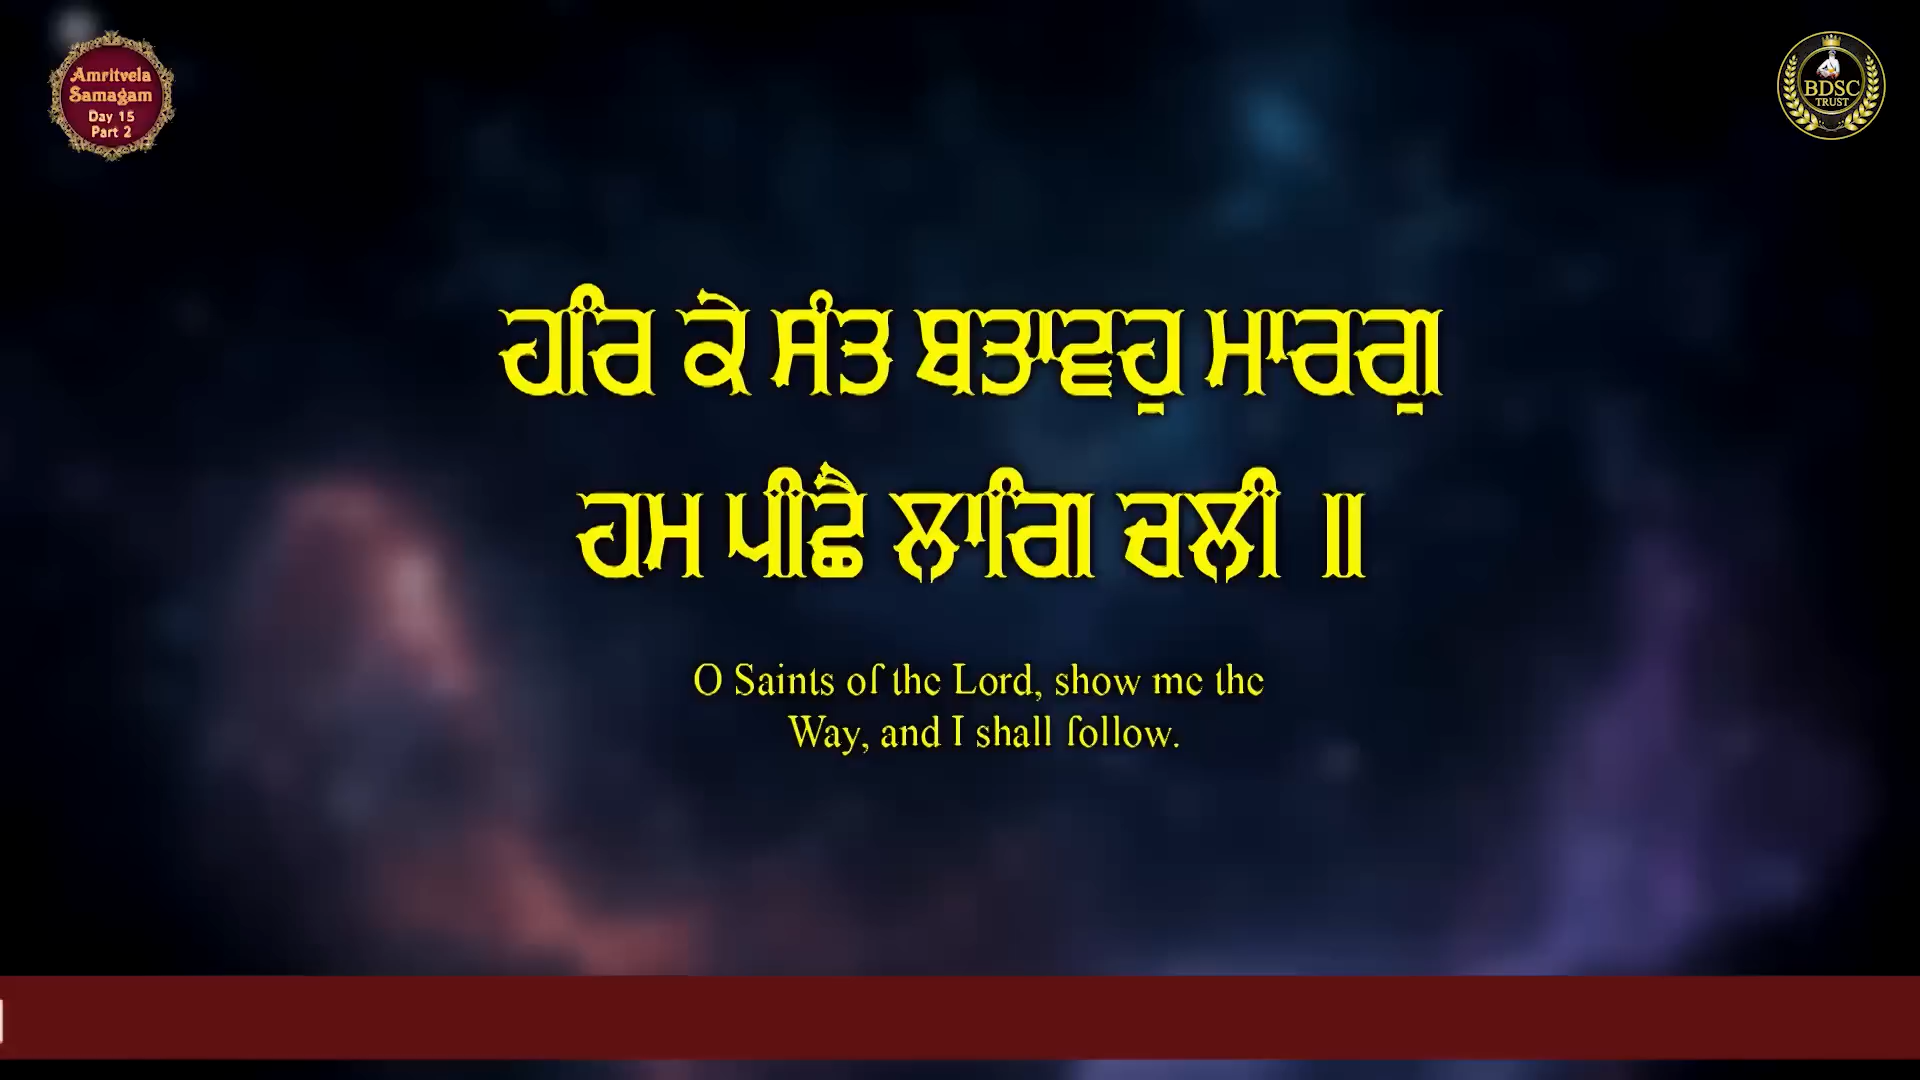 Amritvela
Samagam
Day 15
Part 2
BDSC
TRUST
ਹਰਿ ਕੇ ਸੰਤ ਬਤਾਵਹੁ ਮਾਰਗੁ
ਹਮ ਪੀਛੈ ਲਾਗਿ ਚਲੀ ॥
O Saints of the Lord, show me the
Way, and I shall follow.